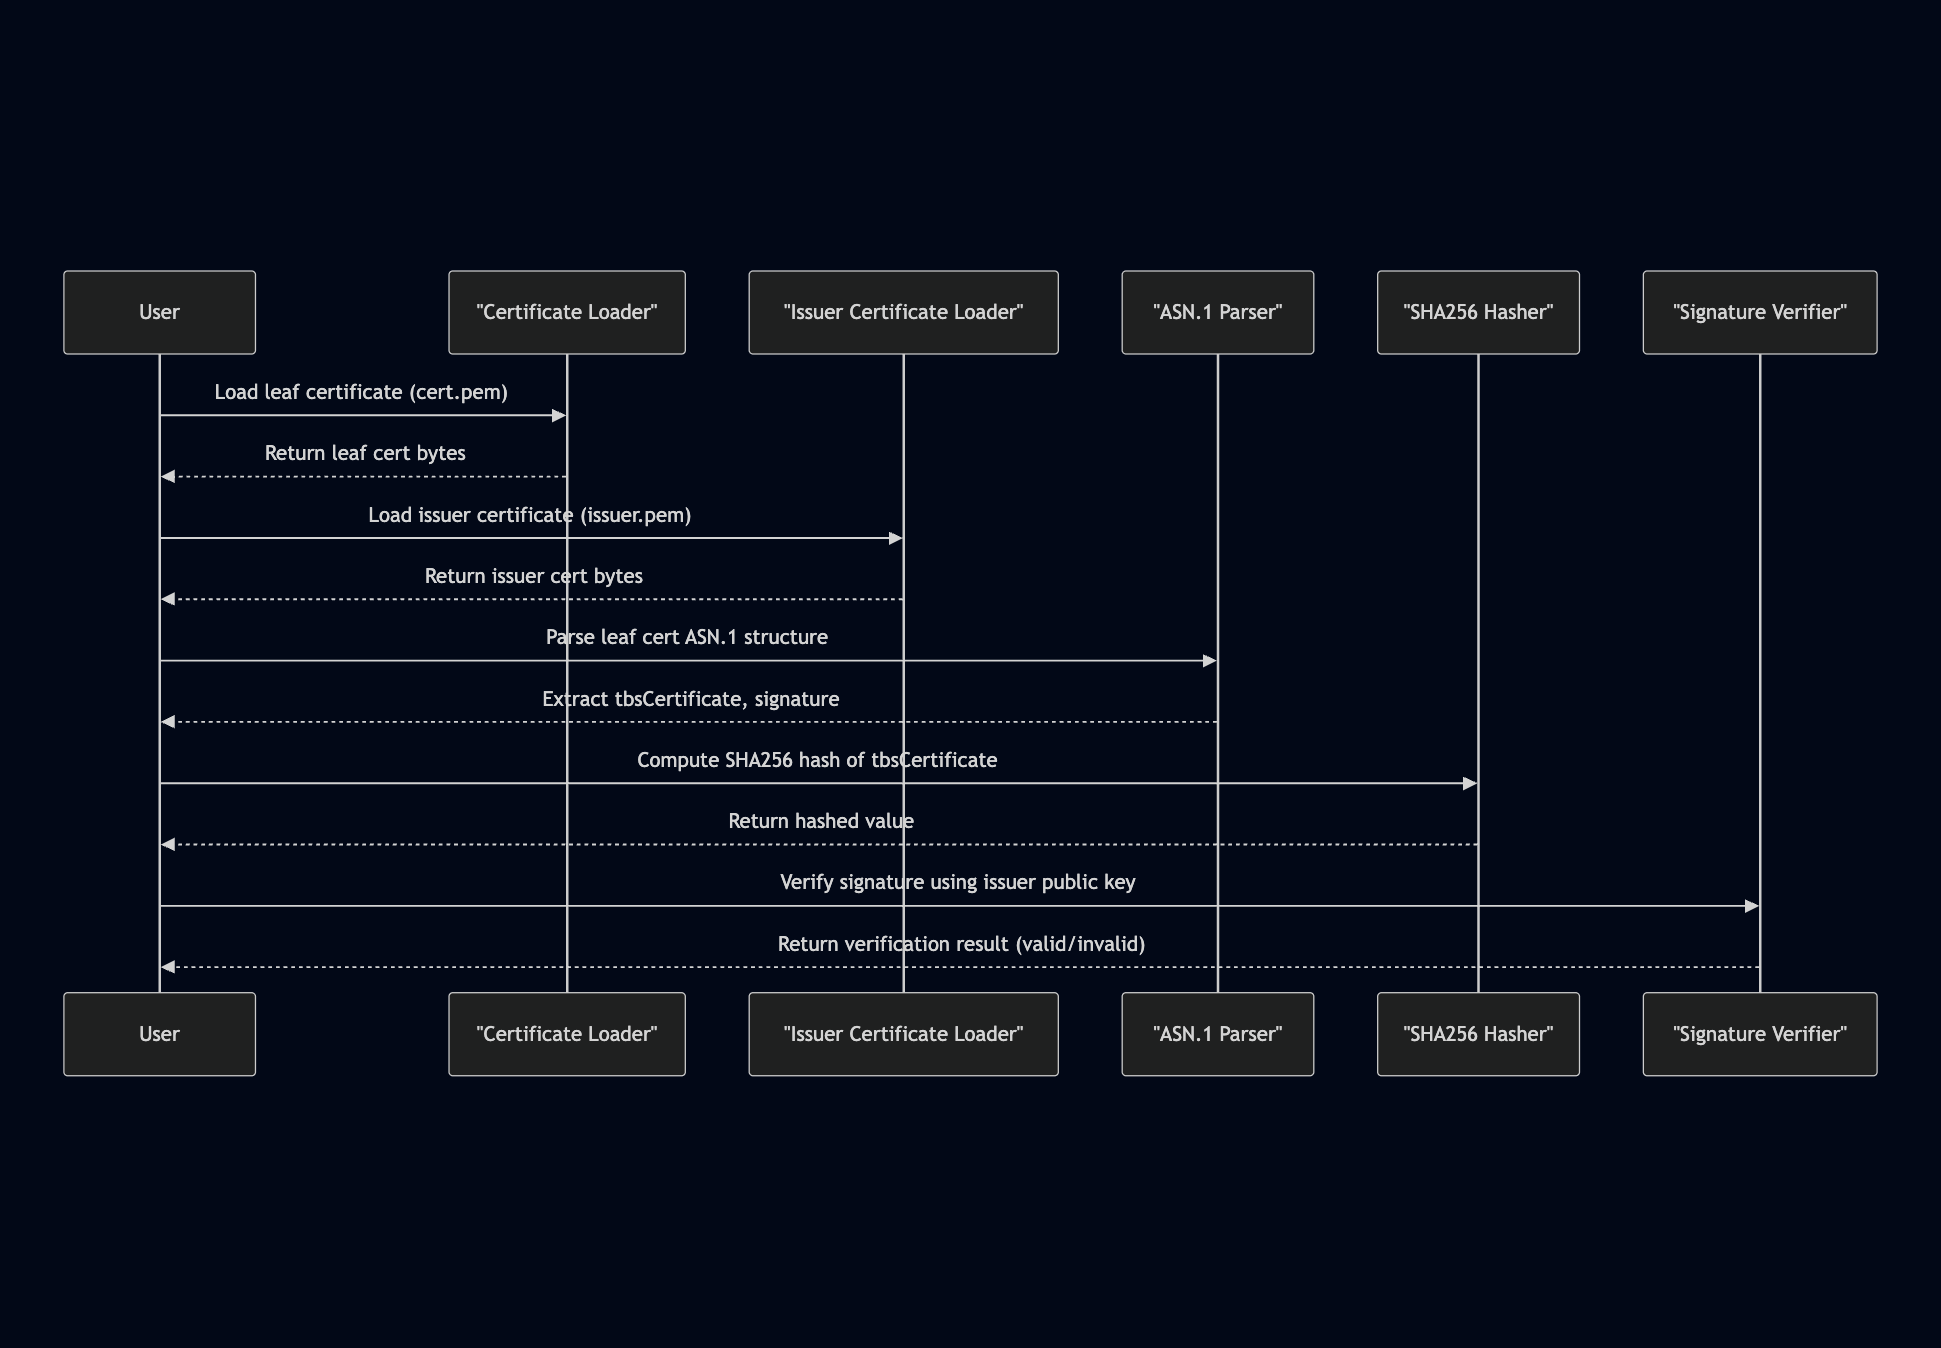 User
"Certificate Loader"
"Issuer Certificate Loader"
"ASN.1 Parser"
"SHA256 Hasher"
"Signature Verifier"
Load leaf certificate (cert.pem)
Return leaf cert bytes
Load issuer certificate (issuer.pem)
Return issuer cert bytes
Parse leaf cert ASN.1 structure
Extract tbsCertificate, signature
Compute SHA256 hash of tbsCertificate
Return hashed value
Verify signature using issuer public key
Return verification result (valid/invalid)
User
"Certificate Loader"
"Issuer Certificate Loader"
"ASN.1 Parser"
"SHA256 Hasher"
"Signature Verifier"